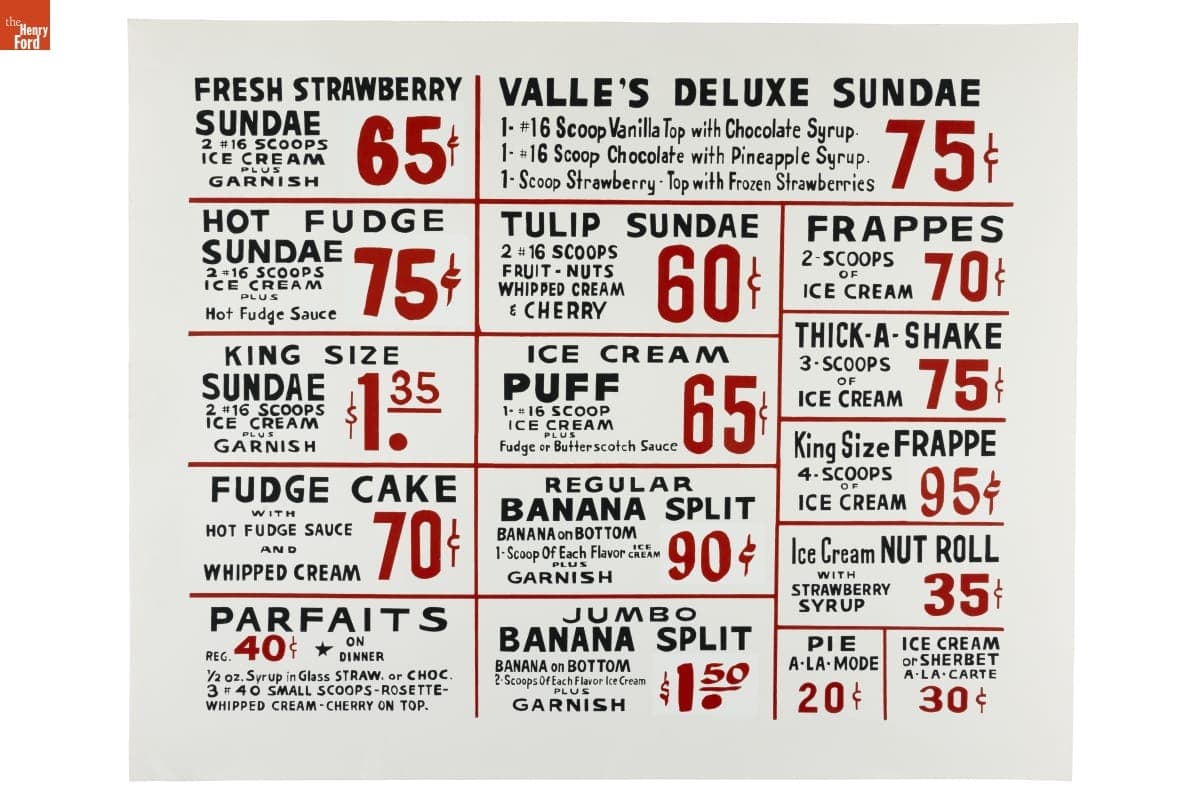 the
Henry
Ford
FRESH STRAWBERRY
SUNDAE
2 #16 SCOOPS
ICE CREAM
PLUS
GARNISH
65¢
VALLE'S DELUXE SUNDAE
1-#16 Scoop Vanilla Top with Chocolate Syrup.
1-#16 Scoop Chocolate with Pineapple Syrup.
1-Scoop Strawberry-Top with Frozen Strawberries
75¢
HOT FUDGE
SUNDAE
2 #16 SCOOPS
ICE CREAM
PLUS
Hot Fudge Sauce
75¢
TULIP SUNDAE
2 #16 SCOOPS
FRUIT-NUTS
WHIPPED CREAM
& CHERRY
60¢
FRAPPES
2-SCOOPS
OF
ICE CREAM
70¢
KING SIZE
SUNDAE
2 #16 SCOOPS
ICE CREAM
PLUS
GARNISH
$1.35
ICE CREAM
PUFF
1-#16 SCOOP
ICE CREAM
PLUS
Fudge or Butterscotch Sauce
65¢
THICK-A-SHAKE
3-SCOOPS
OF
ICE CREAM
75¢
King Size FRAPPE
4-SCOOPS
OF
ICE CREAM
95¢
FUDGE CAKE
WITH
HOT FUDGE SAUCE
AND
WHIPPED CREAM
70¢
REGULAR
BANANA SPLIT
BANANA on BOTTOM
1-Scoop Of Each Flavor ICE CREAM
PLUS
GARNISH
90¢
Ice Cream NUT ROLL
WITH
STRAWBERRY
SYRUP
35¢
PARFAITS
REG. 40¢ ★ ON DINNER
1/2 oz. Syrup in Glass STRAW. or CHOC.
3 #40 SMALL SCOOPS-ROSETTE-
WHIPPED CREAM-CHERRY ON TOP.
JUMBO
BANANA SPLIT
BANANA on BOTTOM
2-Scoops Of Each Flavor Ice Cream
PLUS
GARNISH
$1.50
PIE
A-LA-MODE
20¢
ICE CREAM
or SHERBET
A-LA-CARTE
30¢